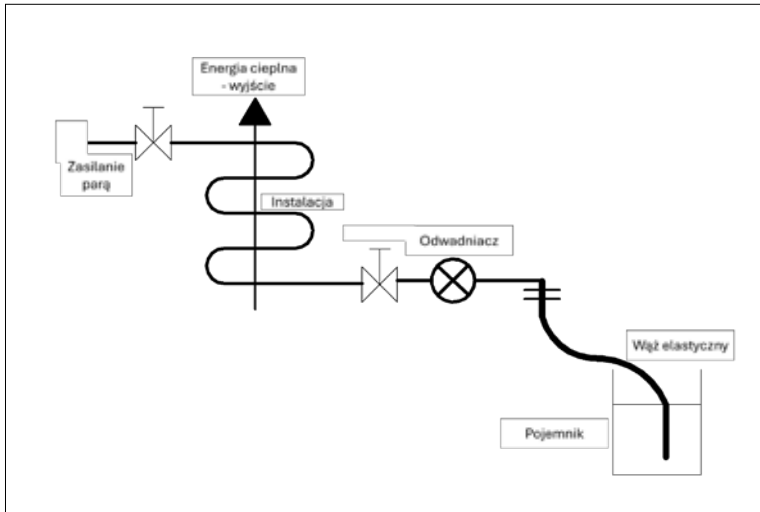 Energia cieplna
- wyjście
Zasilanie
parą
Instalacja
Odwadniacz
Wąż elastyczny
Pojemnik